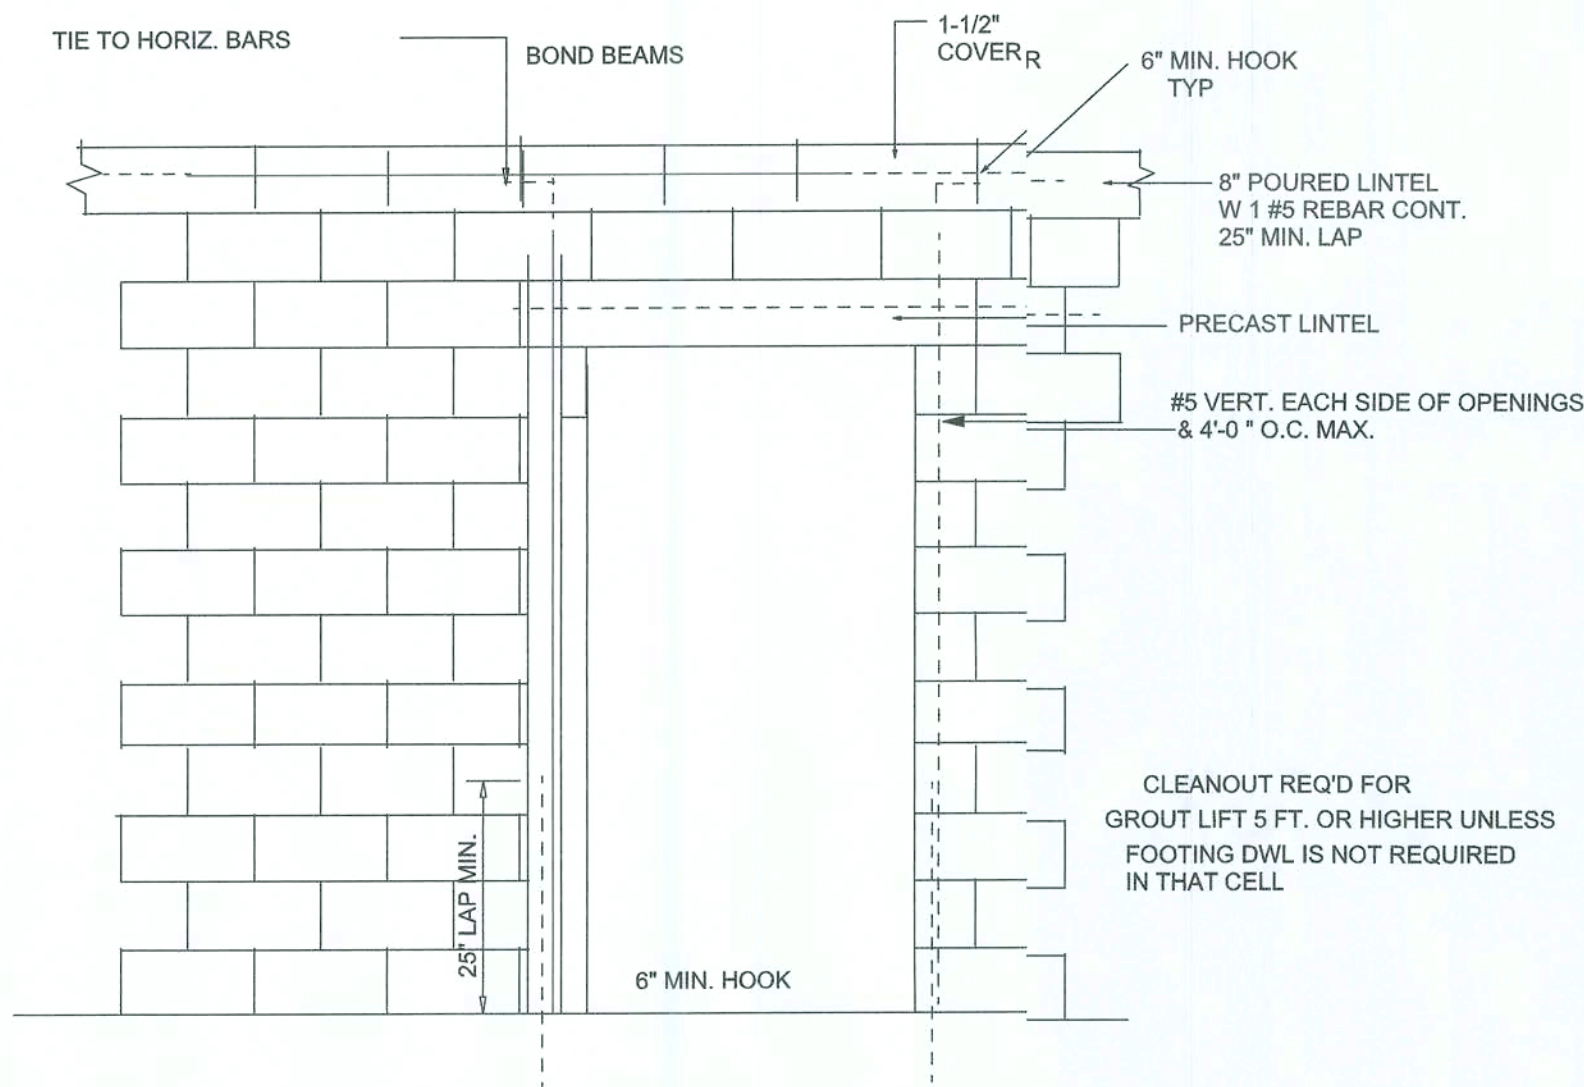 TIE TO HORIZ. BARS
BOND BEAMS
1-1/2"
COVER R
6" MIN. HOOK
TYP
8" POURED LINTEL
W 1 #5 REBAR CONT.
25" MIN. LAP
PRECAST LINTEL
#5 VERT. EACH SIDE OF OPENINGS
& 4'-0 " O.C. MAX.
CLEANOUT REQ'D FOR
GROUT LIFT 5 FT. OR HIGHER UNLESS
FOOTING DWL IS NOT REQUIRED
IN THAT CELL
25" LAP MIN.
6" MIN. HOOK